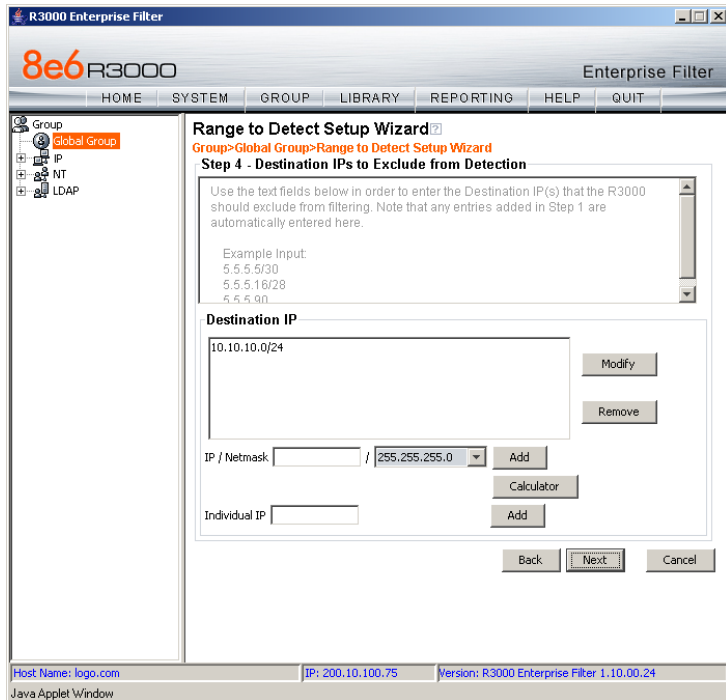 R3000 Enterprise Filter
8e6 R3000
Enterprise Filter
HOME SYSTEM GROUP LIBRARY REPORTING HELP QUIT
Group
Global Group
IP
NT
LDAP
Range to Detect Setup Wizard ?
Group>Global Group>Range to Detect Setup Wizard
Step 4 - Destination IPs to Exclude from Detection
Use the text fields below in order to enter the Destination IP(s) that the R3000
should exclude from filtering. Note that any entries added in Step 1 are
automatically entered here.
Example Input:
5.5.5.5/30
5.5.5.16/28
5.5.5.90
Destination IP
10.10.10.0/24
Modify
Remove
IP / Netmask / 255.255.255.0 Add
Calculator
Individual IP Add
Back Next Cancel
Host Name: logo.com IP: 200.10.100.75 Version: R3000 Enterprise Filter 1.10.00.24
Java Applet Window